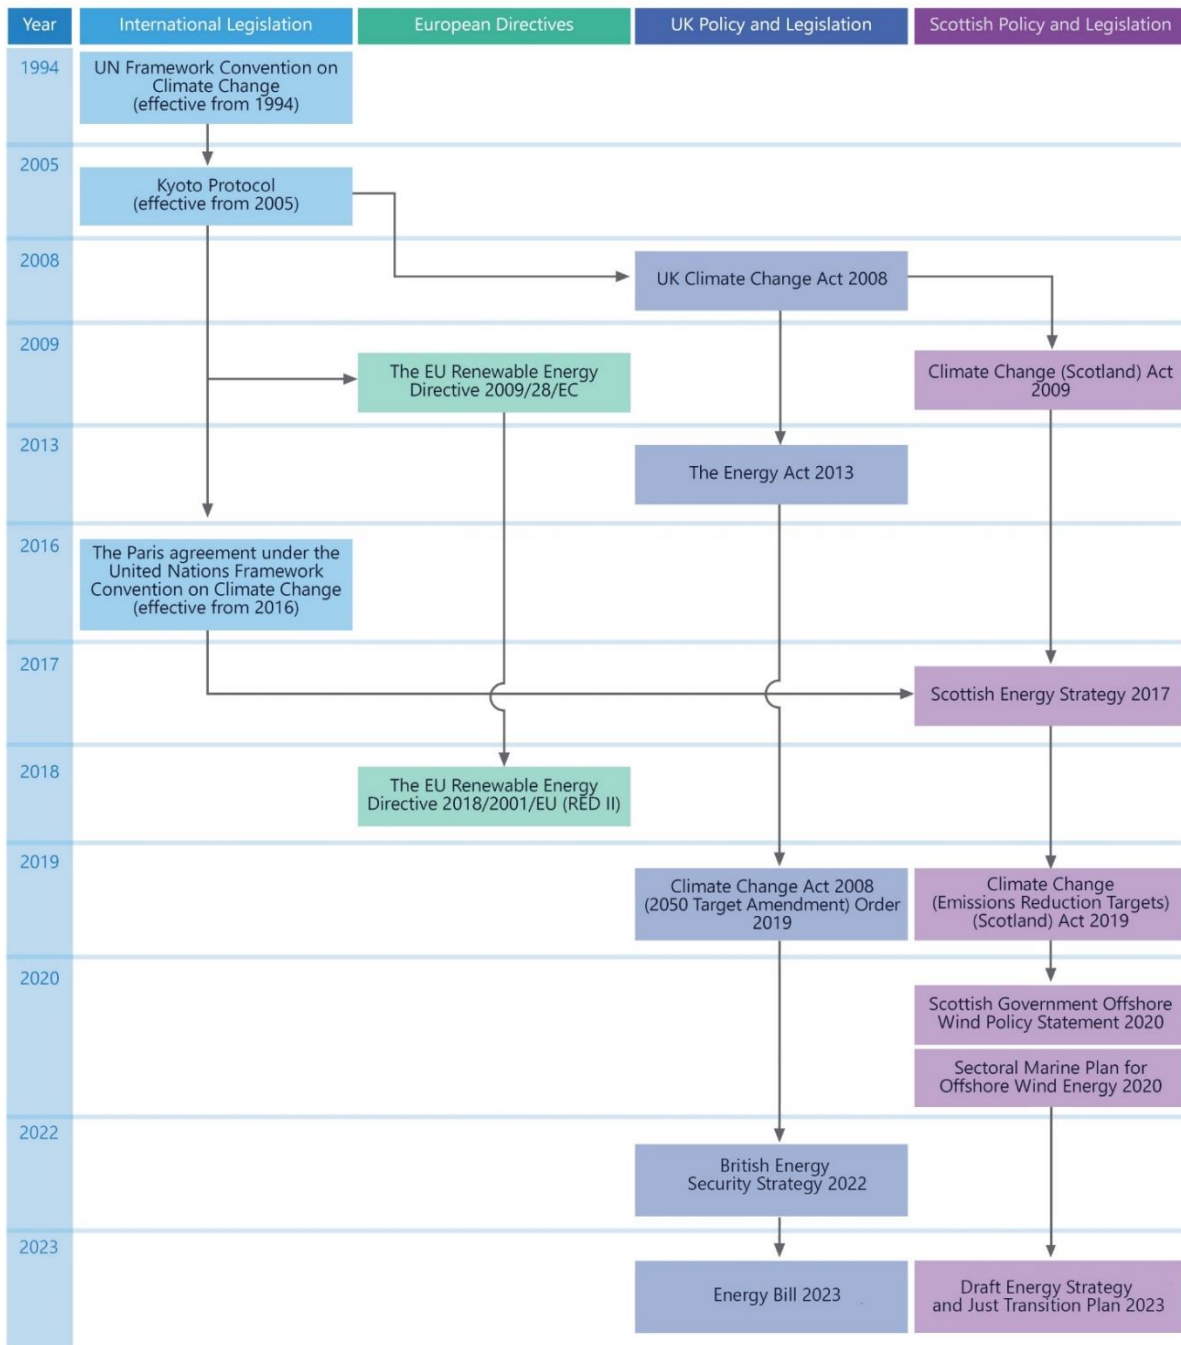 Year
International Legislation
European Directives
UK Policy and Legislation
Scottish Policy and Legislation
1994
UN Framework Convention on
Climate Change
(effective from 1994)
2005
Kyoto Protocol
(effective from 2005)
2008
UK Climate Change Act 2008
2009
The EU Renewable Energy
Directive 2009/28/EC
Climate Change (Scotland) Act
2009
2013
The Energy Act 2013
2016
The Paris agreement under the
United Nations Framework
Convention on Climate Change
(effective from 2016)
2017
Scottish Energy Strategy 2017
2018
The EU Renewable Energy
Directive 2018/2001/EU (RED II)
2019
Climate Change Act 2008
(2050 Target Amendment) Order
2019
Climate Change
(Emissions Reduction Targets)
(Scotland) Act 2019
2020
Scottish Government Offshore
Wind Policy Statement 2020
Sectoral Marine Plan for
Offshore Wind Energy 2020
2022
British Energy
Security Strategy 2022
2023
Energy Bill 2023
Draft Energy Strategy
and Just Transition Plan 2023